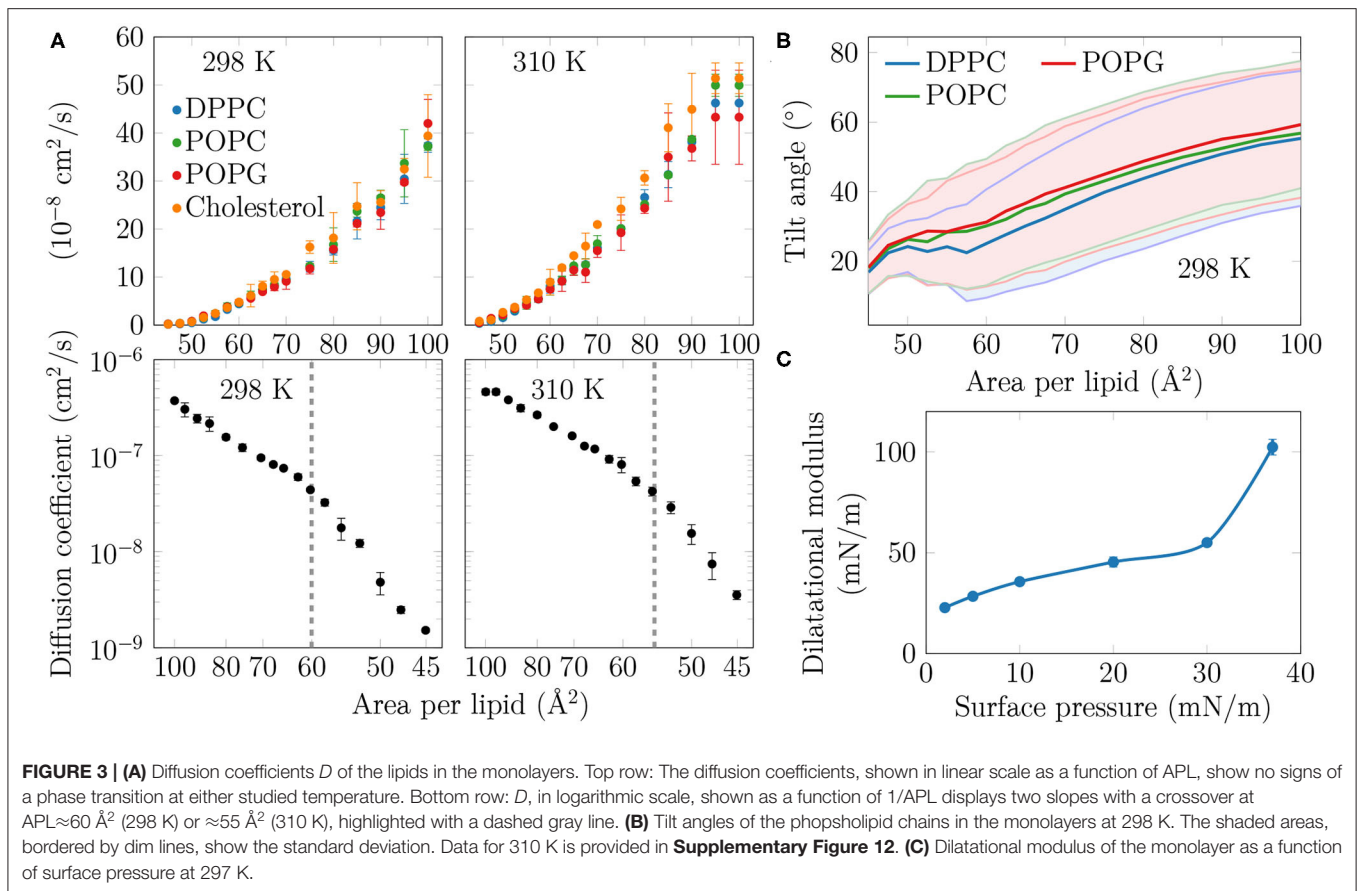 A
298 K
DPPC
POPC
POPG
Cholesterol
310 K
(10⁻⁸ cm²/s)
60
50
40
30
20
10
0
50 60 70 80 90 100
50 60 70 80 90 100
298 K
310 K
Diffusion coefficient (cm²/s)
10⁻⁶
10⁻⁷
10⁻⁸
10⁻⁹
100 80 70 60 50 45
100 80 70 60 50 45
Area per lipid (Å²)
B
DPPC
POPG
POPC
298 K
Tilt angle (°)
80
60
40
20
50 60 70 80 90 100
Area per lipid (Å²)
C
Dilatational modulus
(mN/m)
100
50
0
0 10 20 30 40
Surface pressure (mN/m)
FIGURE 3 | (A) Diffusion coefficients D of the lipids in the monolayers. Top row: The diffusion coefficients, shown in linear scale as a function of APL, show no signs of
a phase transition at either studied temperature. Bottom row: D, in logarithmic scale, shown as a function of 1/APL displays two slopes with a crossover at
APL≈60 Å² (298 K) or ≈55 Å² (310 K), highlighted with a dashed gray line. (B) Tilt angles of the phopsholipid chains in the monolayers at 298 K. The shaded areas,
bordered by dim lines, show the standard deviation. Data for 310 K is provided in Supplementary Figure 12. (C) Dilatational modulus of the monolayer as a function
of surface pressure at 297 K.